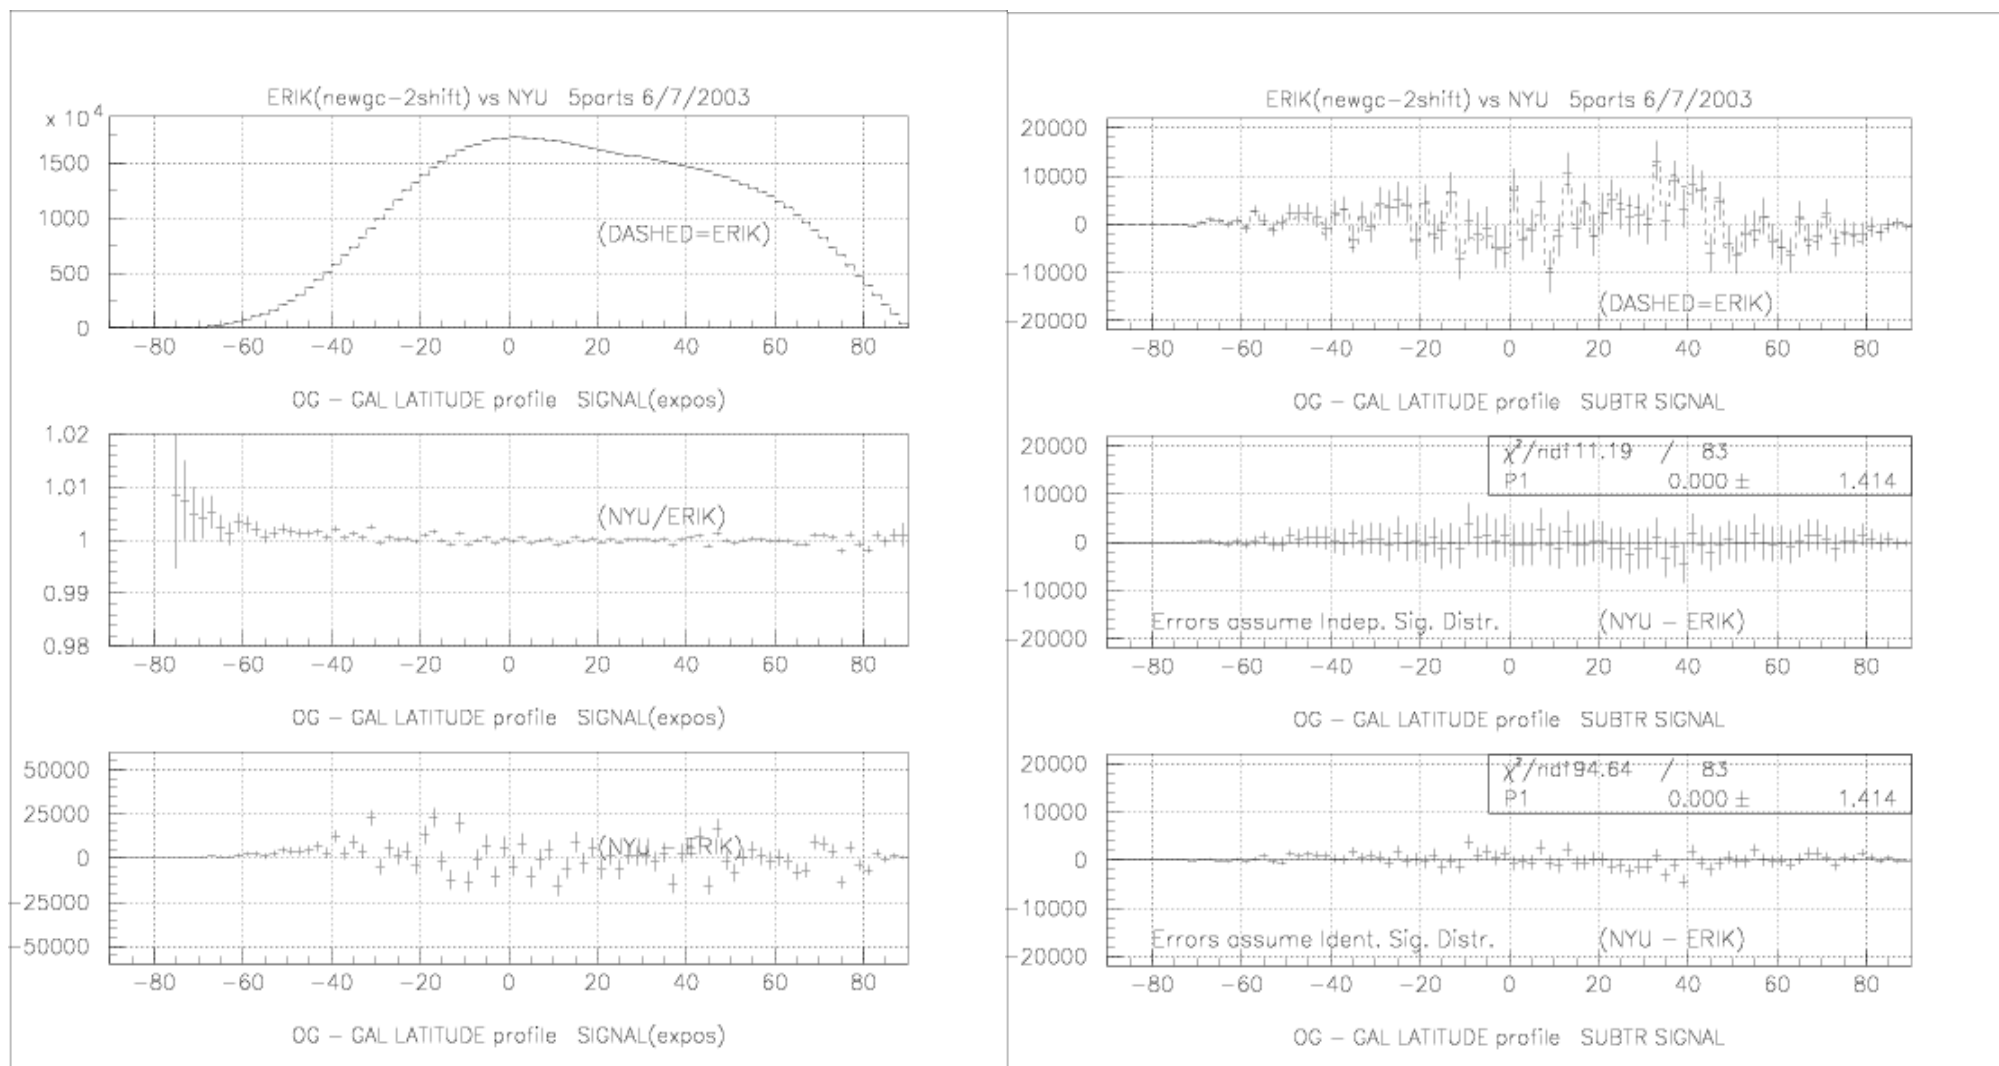 ERIK(newgc-2shift) vs NYU 5parts 6/7/2003
x 10 4
1500
1000
500
0
(DASHED=ERIK)
-80 -60 -40 -20 0 20 40 60 80
OG - GAL LATITUDE profile SIGNAL(expos)
1.02
1.01
1
0.99
0.98
(NYU/ERIK)
-80 -60 -40 -20 0 20 40 60 80
OG - GAL LATITUDE profile SIGNAL(expos)
50000
25000
0
-25000
-50000
(NYU - ERIK)
-80 -60 -40 -20 0 20 40 60 80
OG - GAL LATITUDE profile SIGNAL(expos)
ERIK(newgc-2shift) vs NYU 5parts 6/7/2003
20000
10000
0
-10000
-20000
(DASHED=ERIK)
-80 -60 -40 -20 0 20 40 60 80
OG - GAL LATITUDE profile SUBTR SIGNAL
20000
10000
0
-10000
-20000
χ²/ndf 11.19 / 83
P1 0.000 ± 1.414
Errors assume Indep. Sig. Distr. (NYU - ERIK)
-80 -60 -40 -20 0 20 40 60 80
OG - GAL LATITUDE profile SUBTR SIGNAL
20000
10000
0
-10000
-20000
χ²/ndf 94.64 / 83
P1 0.000 ± 1.414
Errors assume Ident. Sig. Distr. (NYU - ERIK)
-80 -60 -40 -20 0 20 40 60 80
OG - GAL LATITUDE profile SUBTR SIGNAL